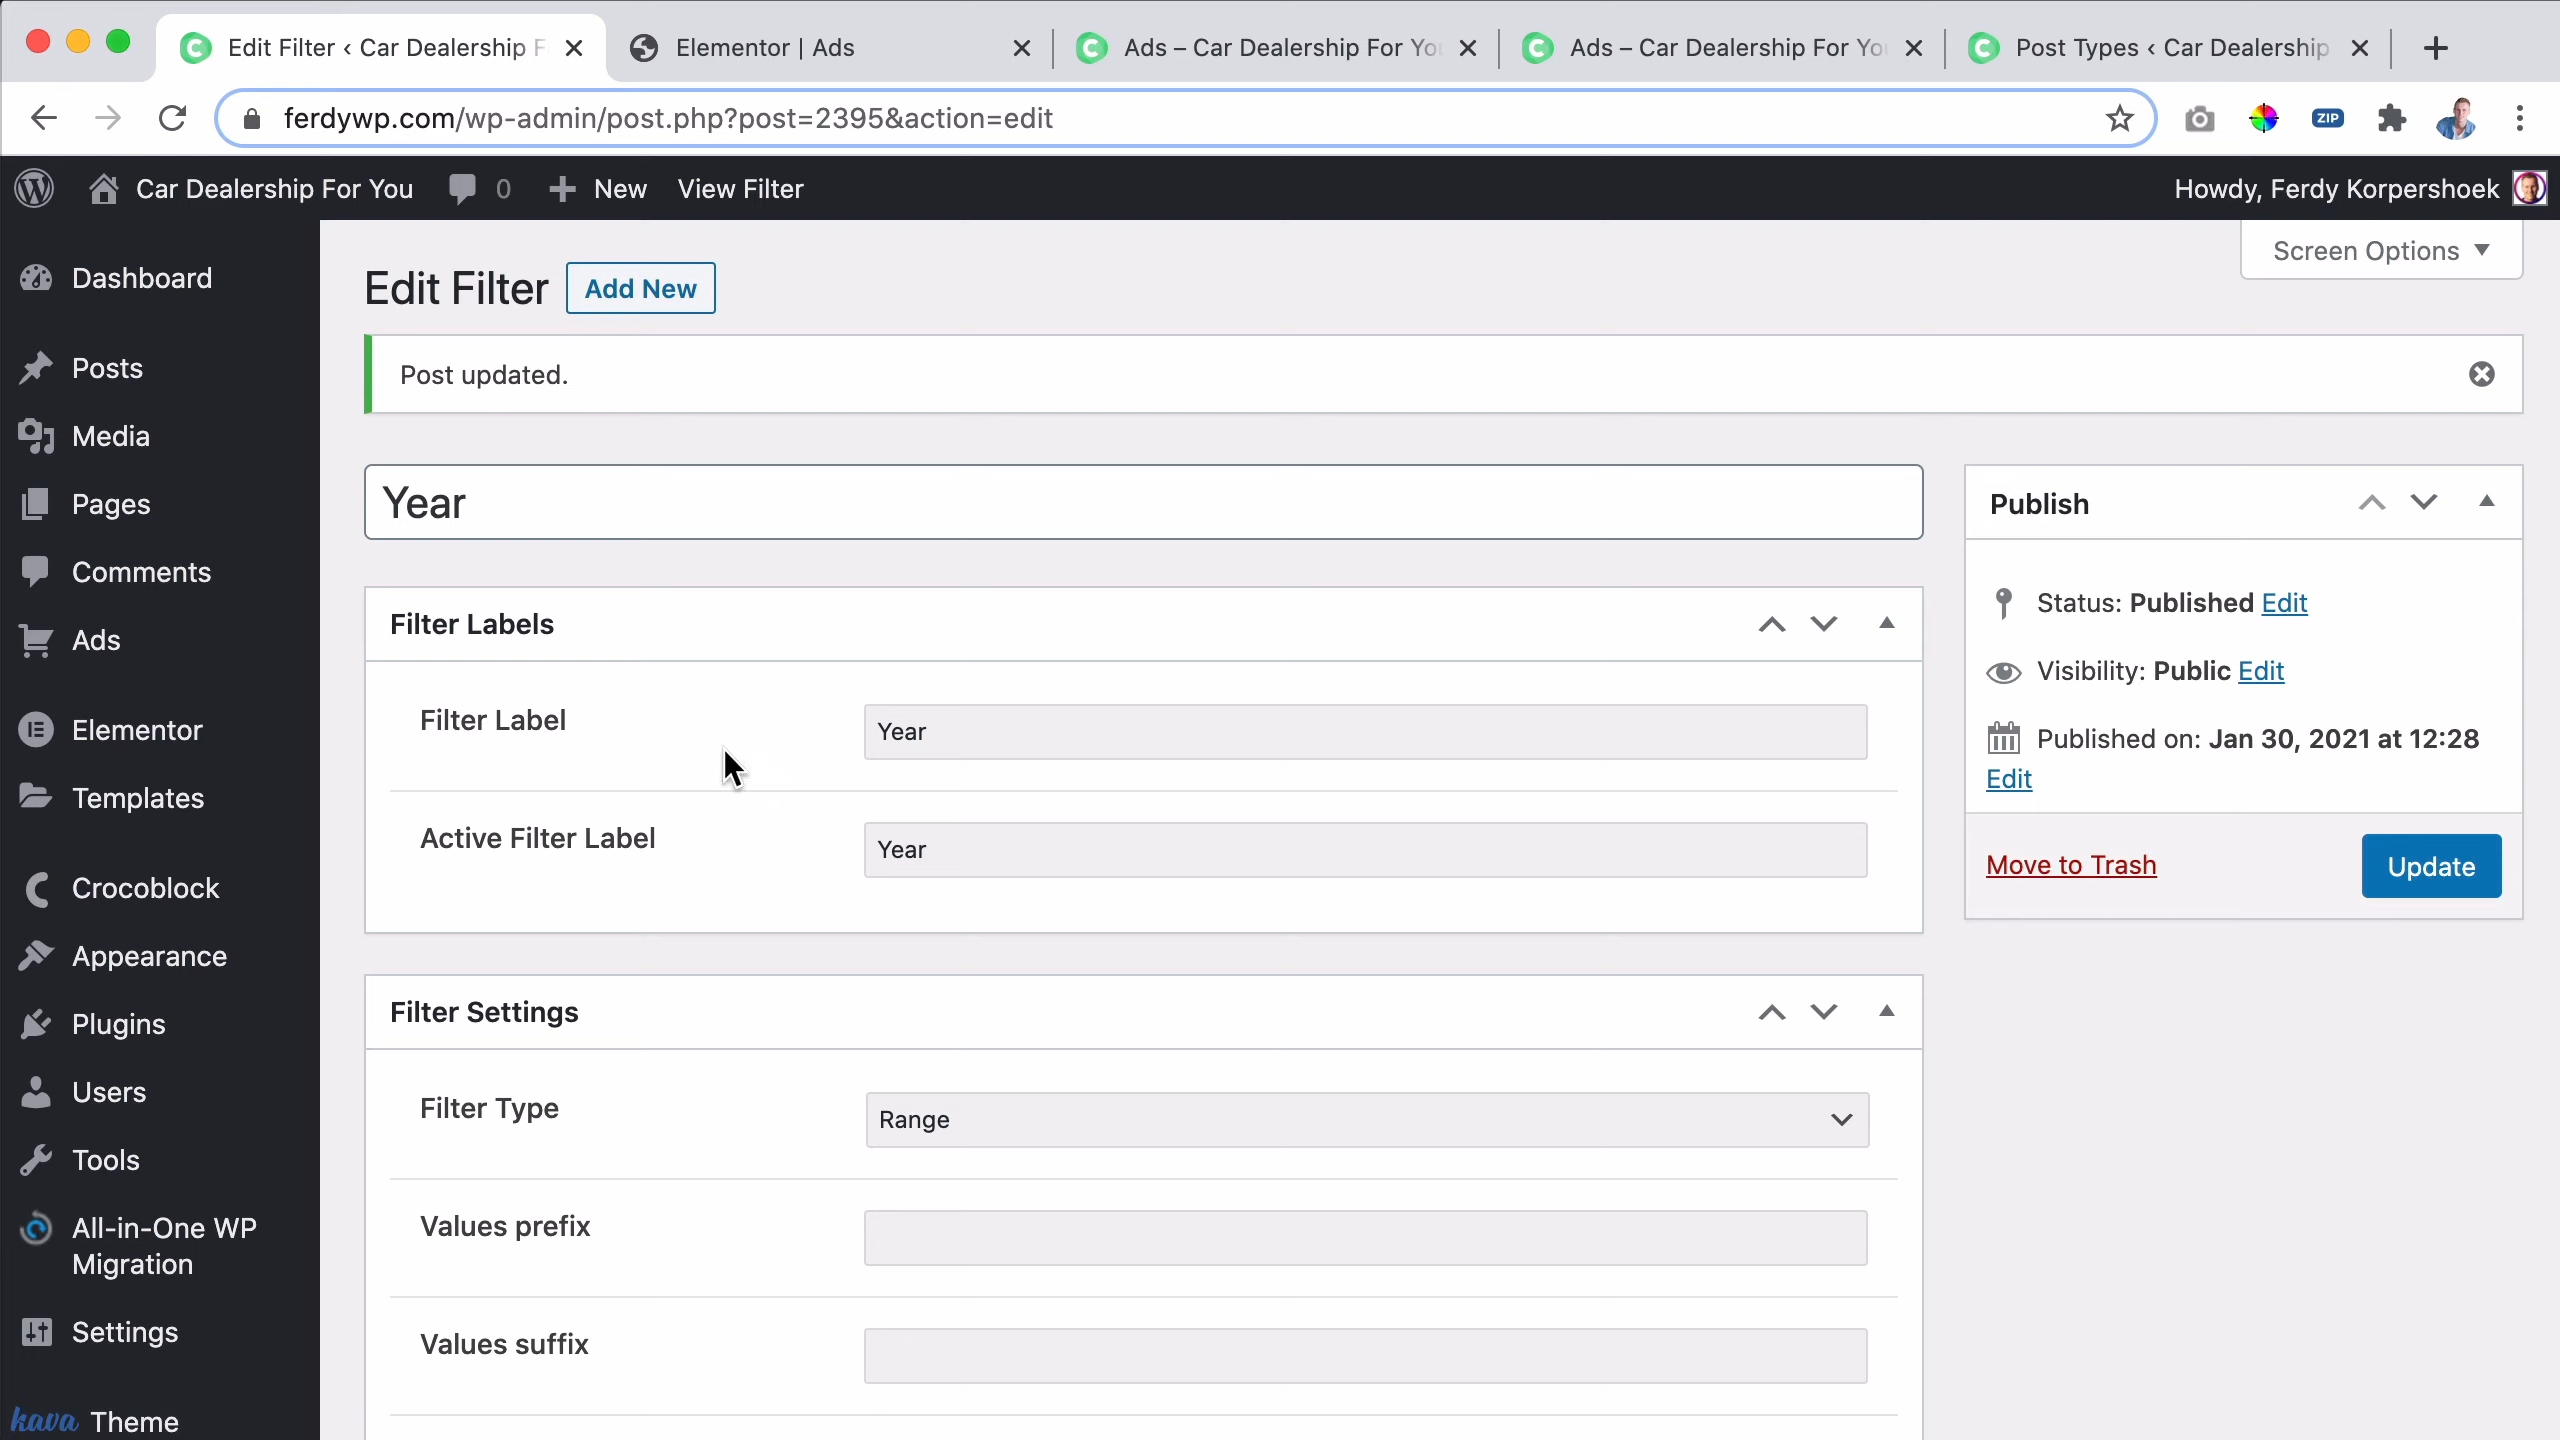 Edit Filter ‹ Car Dealership F
Elementor | Ads
Ads – Car Dealership For You
Ads – Car Dealership For You
Post Types ‹ Car Dealership
ferdywp.com/wp-admin/post.php?post=2395&action=edit
ZIP
Car Dealership For You
0
New
View Filter
Howdy, Ferdy Korpershoek
Screen Options
Dashboard
Posts
Media
Pages
Comments
Ads
Elementor
Templates
Crocoblock
Appearance
Plugins
Users
Tools
All-in-One WP
Migration
Settings
kava Theme
Edit Filter
Add New
Post updated.
Year
Filter Labels
Filter Label
Year
Active Filter Label
Year
Filter Settings
Filter Type
Range
Values prefix
Values suffix
Publish
Status: Published Edit
Visibility: Public Edit
Published on: Jan 30, 2021 at 12:28
Edit
Move to Trash
Update